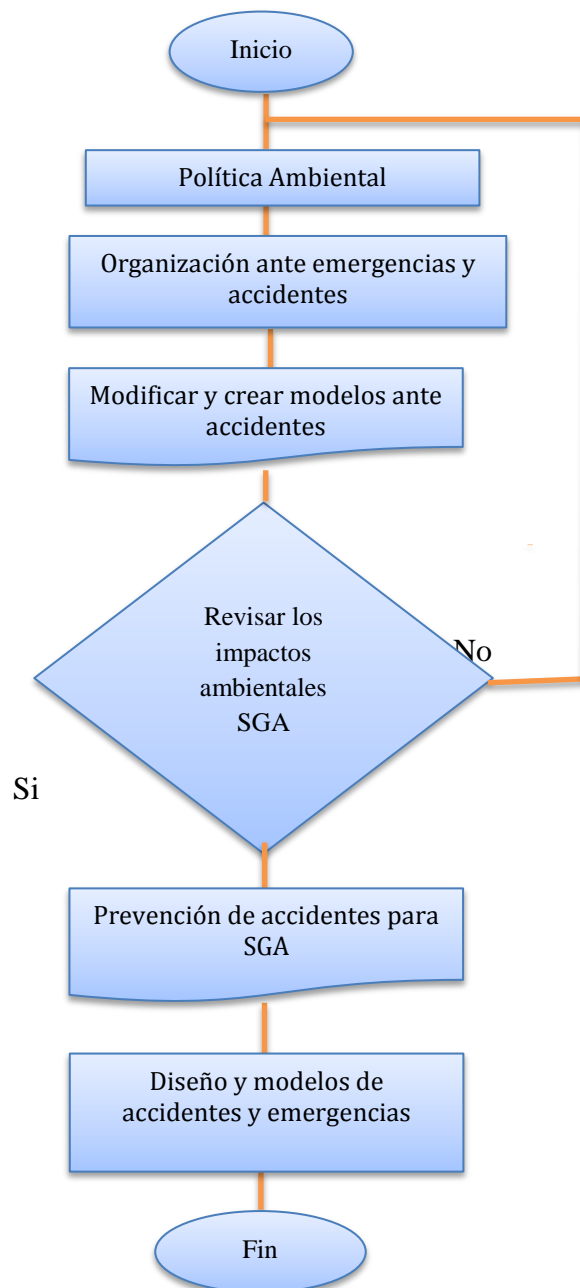 Inicio
Política Ambiental
Organización ante emergencias y
accidentes
Modificar y crear modelos ante
accidentes
Revisar los
impactos
ambientales
SGA
No
Si
Prevención de accidentes para
SGA
Diseño y modelos de
accidentes y emergencias
Fin